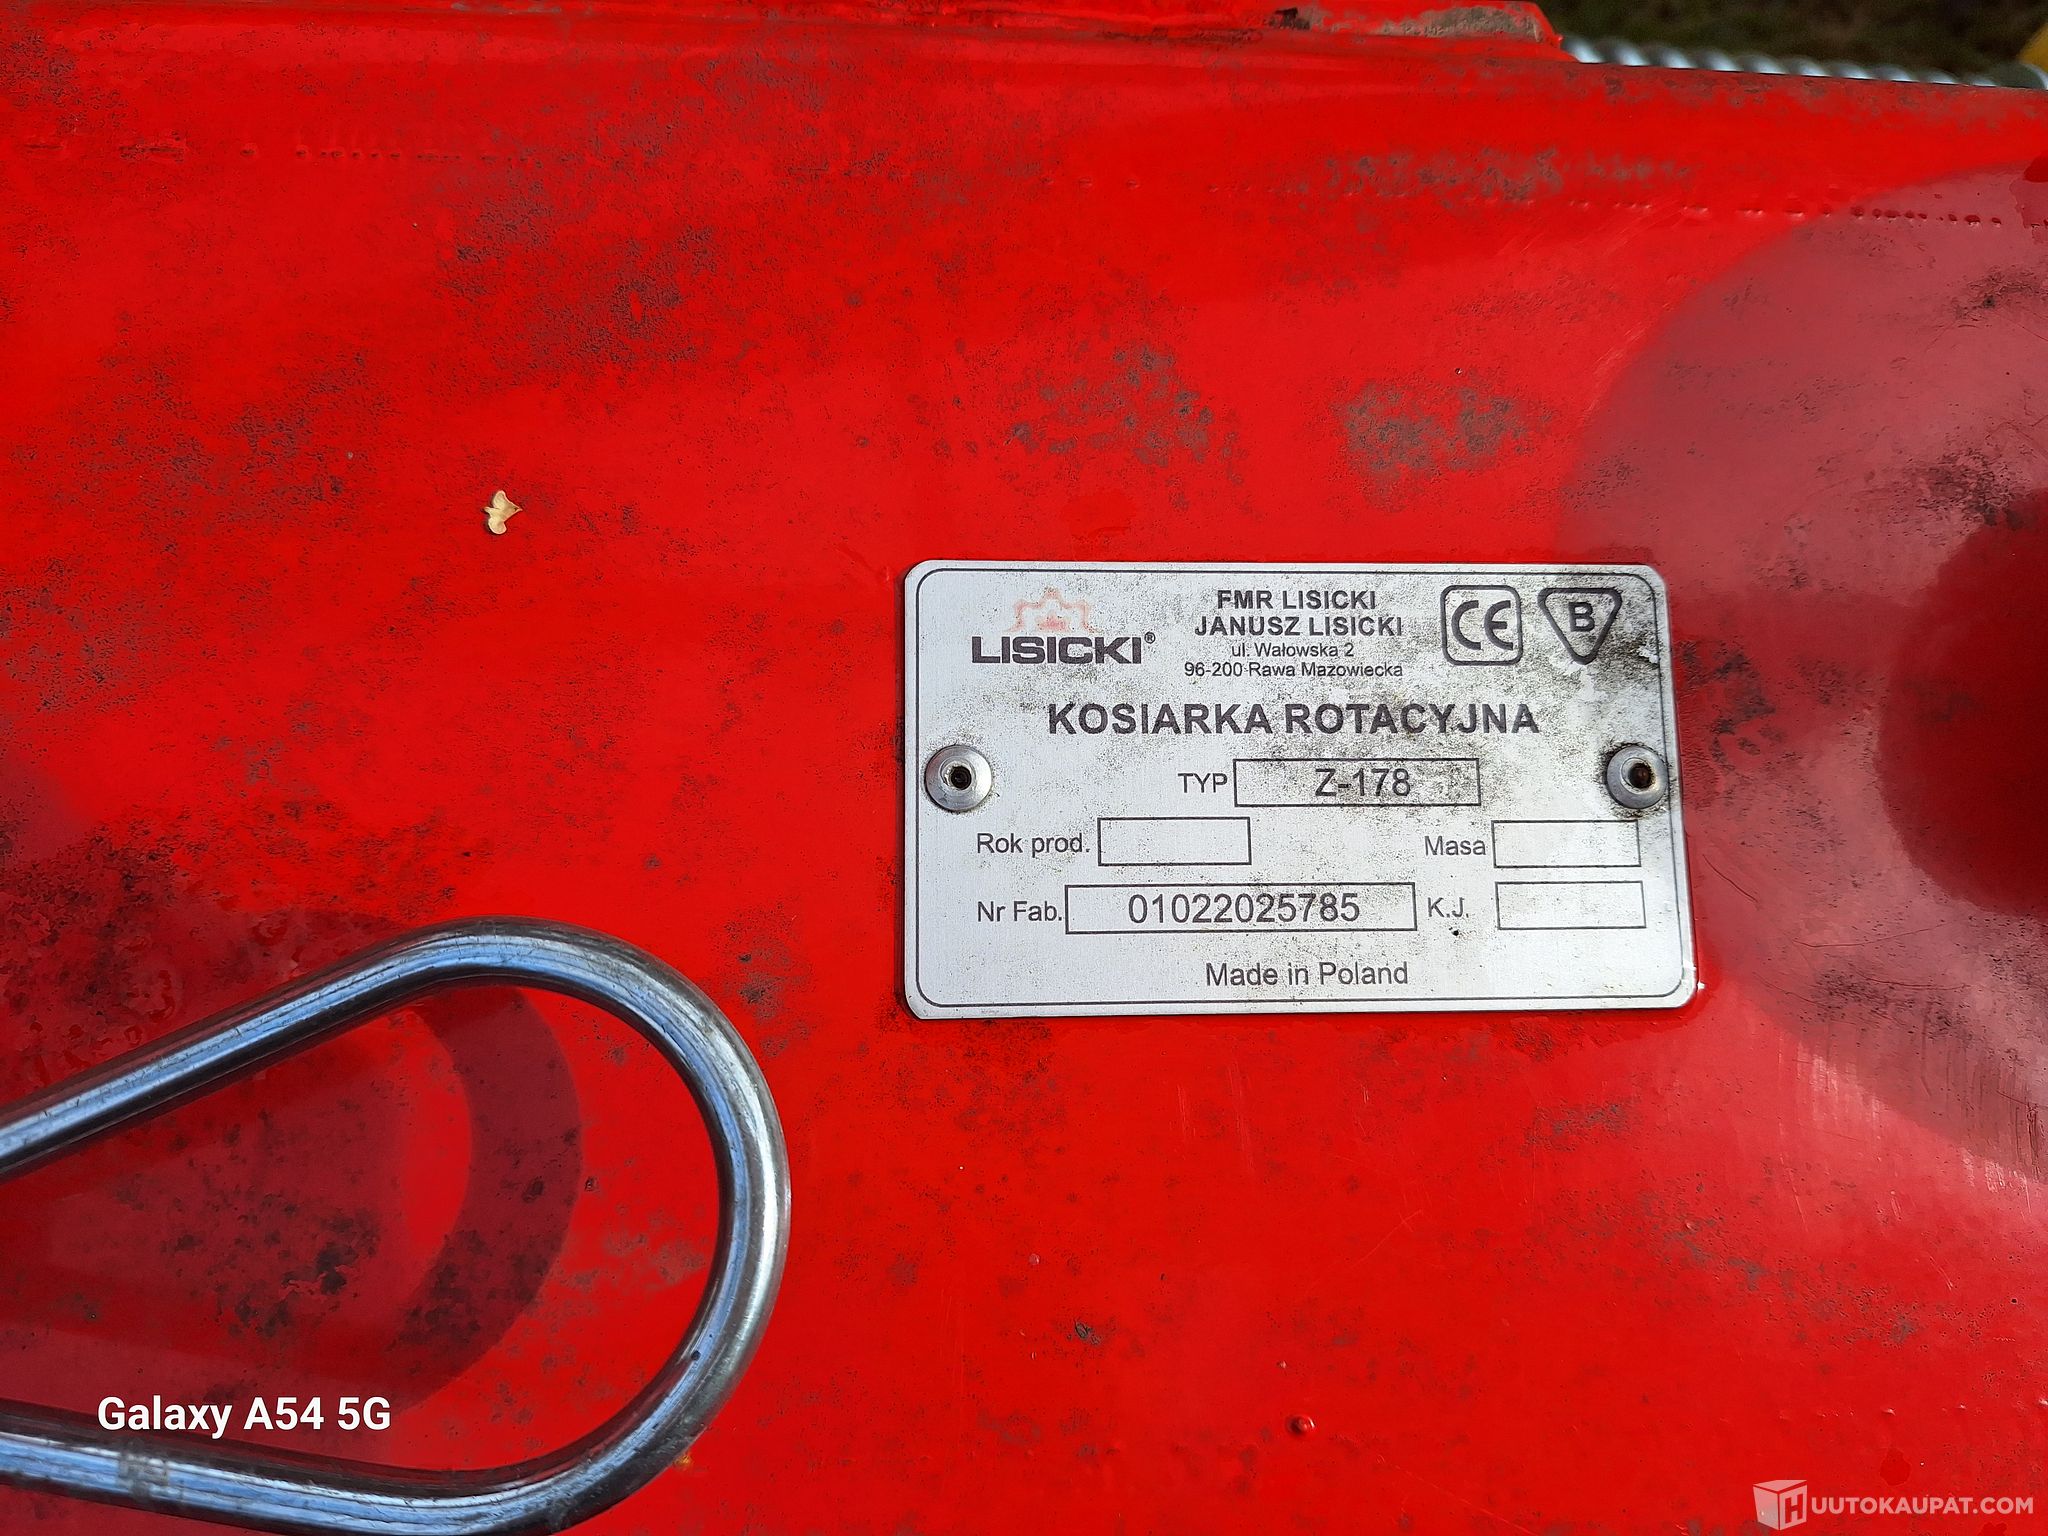 LISICKI®
FMR LISICKI
JANUSZ LISICKI
ul. Wałowska 2
96-200 Rawa Mazowiecka
CE
B
KOSIARKA ROTACYJNA
TYP Z-178
Rok prod.
Masa
Nr Fab. 01022025785 K.J.
Made in Poland
Galaxy A54 5G
HUUTOKAUPAT.COM